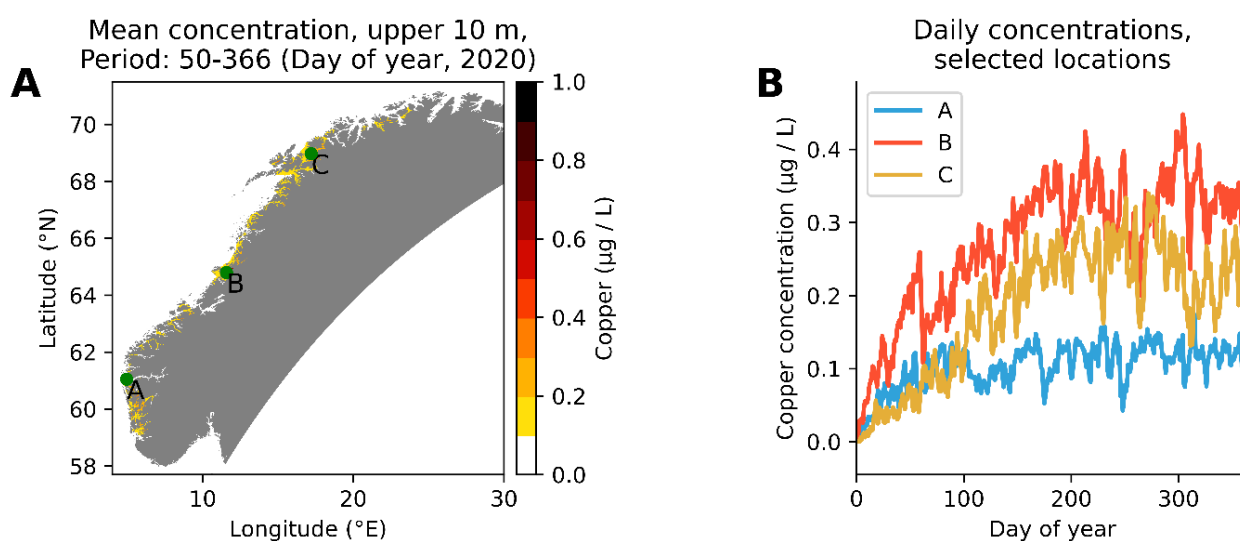 Mean concentration, upper 10 m,
Period: 50-366 (Day of year, 2020)
A
70
68
66
64
62
60
58
Latitude (°N)
C
B
A
10
20
30
Longitude (°E)
1.0
0.8
0.6
0.4
0.2
0.0
Copper (µg / L)
Daily concentrations,
selected locations
B
A
B
C
0.4
0.3
0.2
0.1
0.0
Copper concentration (µg / L)
0
100
200
300
Day of year